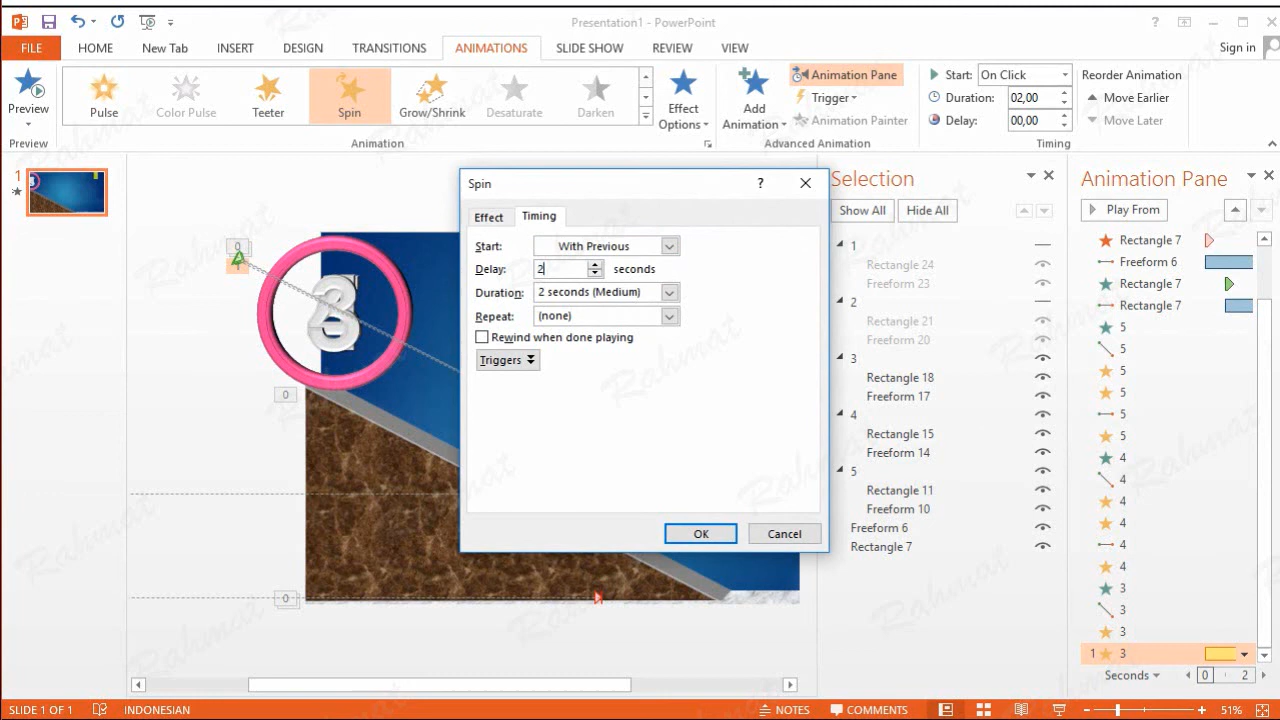 Presentation1 - PowerPoint
FILE HOME New Tab INSERT DESIGN TRANSITIONS ANIMATIONS SLIDE SHOW REVIEW VIEW Sign in
Preview
Preview
Pulse Color Pulse Teeter Spin Grow/Shrink Desaturate Darken
Animation
Effect Options
Add Animation
Animation Pane
Trigger
Animation Painter
Advanced Animation
Start: On Click
Duration: 02,00
Delay: 00,00
Timing
Reorder Animation
Move Earlier
Move Later
1
0
0
0
Spin
?
Effect Timing
Start: With Previous
Delay: 2 seconds
Duration: 2 seconds (Medium)
Repeat: (none)
Rewind when done playing
Triggers
OK Cancel
Selection
Show All Hide All
1
Rectangle 24
Freeform 23
2
Rectangle 21
Freeform 20
3
Rectangle 18
Freeform 17
4
Rectangle 15
Freeform 14
5
Rectangle 11
Freeform 10
Freeform 6
Rectangle 7
Animation Pane
Play From
Rectangle 7
Freeform 6
Rectangle 7
Rectangle 7
5
5
5
5
5
5
4
4
4
4
4
4
3
3
3
1 3
Seconds 0 2
SLIDE 1 OF 1 INDONESIAN NOTES COMMENTS 51%
Rahmat